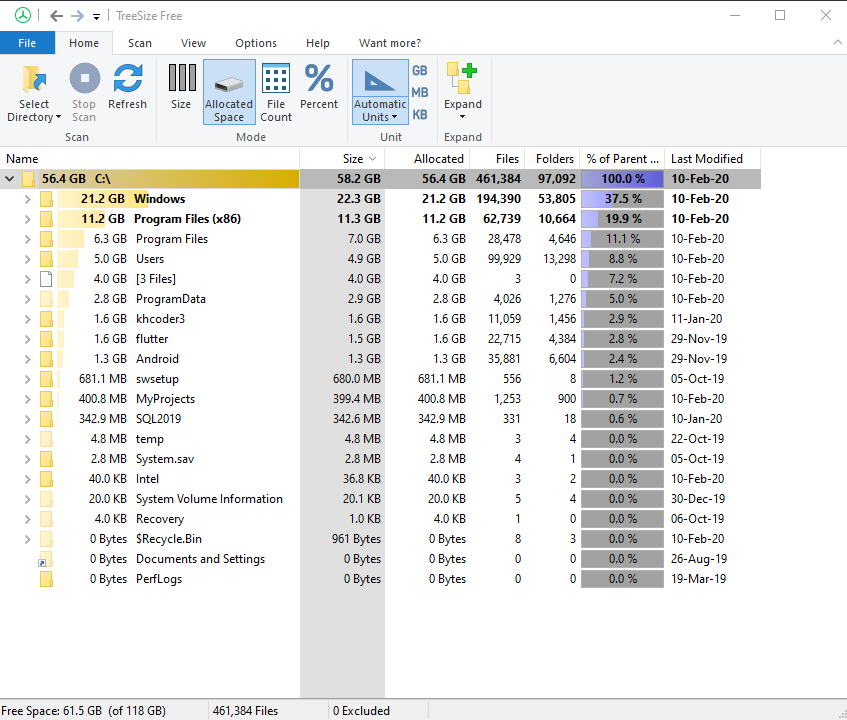 TreeSize Free
File Home Scan View Options Help Want more?
Select Directory Stop Scan Refresh Size Allocated Space File Count Percent Automatic Units GB MB KB Expand
Scan Mode Unit Expand
Name Size Allocated Files Folders % of Parent ... Last Modified
56.4 GB C:\ 58.2 GB 56.4 GB 461,384 97,092 100.0 % 10-Feb-20
21.2 GB Windows 22.3 GB 21.2 GB 194,390 53,805 37.5 % 10-Feb-20
11.2 GB Program Files (x86) 11.3 GB 11.2 GB 62,739 10,664 19.9 % 10-Feb-20
6.3 GB Program Files 7.0 GB 6.3 GB 28,478 4,646 11.1 % 10-Feb-20
5.0 GB Users 4.9 GB 5.0 GB 99,929 13,298 8.8 % 10-Feb-20
4.0 GB [3 Files] 4.0 GB 4.0 GB 3 0 7.2 % 10-Feb-20
2.8 GB ProgramData 2.9 GB 2.8 GB 4,026 1,276 5.0 % 10-Feb-20
1.6 GB khcoder3 1.6 GB 1.6 GB 11,059 1,456 2.9 % 11-Jan-20
1.6 GB flutter 1.5 GB 1.6 GB 22,715 4,384 2.8 % 29-Nov-19
1.3 GB Android 1.3 GB 1.3 GB 35,881 6,604 2.4 % 29-Nov-19
681.1 MB swsetup 680.0 MB 681.1 MB 556 8 1.2 % 05-Oct-19
400.8 MB MyProjects 399.4 MB 400.8 MB 1,253 900 0.7 % 10-Feb-20
342.9 MB SQL2019 342.6 MB 342.9 MB 331 18 0.6 % 10-Jan-20
4.8 MB temp 4.8 MB 4.8 MB 3 4 0.0 % 22-Oct-19
2.8 MB System.sav 2.8 MB 2.8 MB 4 1 0.0 % 05-Oct-19
40.0 KB Intel 36.8 KB 40.0 KB 3 2 0.0 % 10-Feb-20
20.0 KB System Volume Information 20.1 KB 20.0 KB 5 4 0.0 % 30-Dec-19
4.0 KB Recovery 1.0 KB 4.0 KB 1 0 0.0 % 06-Oct-19
0 Bytes $Recycle.Bin 961 Bytes 0 Bytes 8 3 0.0 % 10-Feb-20
0 Bytes Documents and Settings 0 Bytes 0 Bytes 0 0 0.0 % 26-Aug-19
0 Bytes PerfLogs 0 Bytes 0 Bytes 0 0 0.0 % 19-Mar-19
Free Space: 61.5 GB (of 118 GB) 461,384 Files 0 Excluded